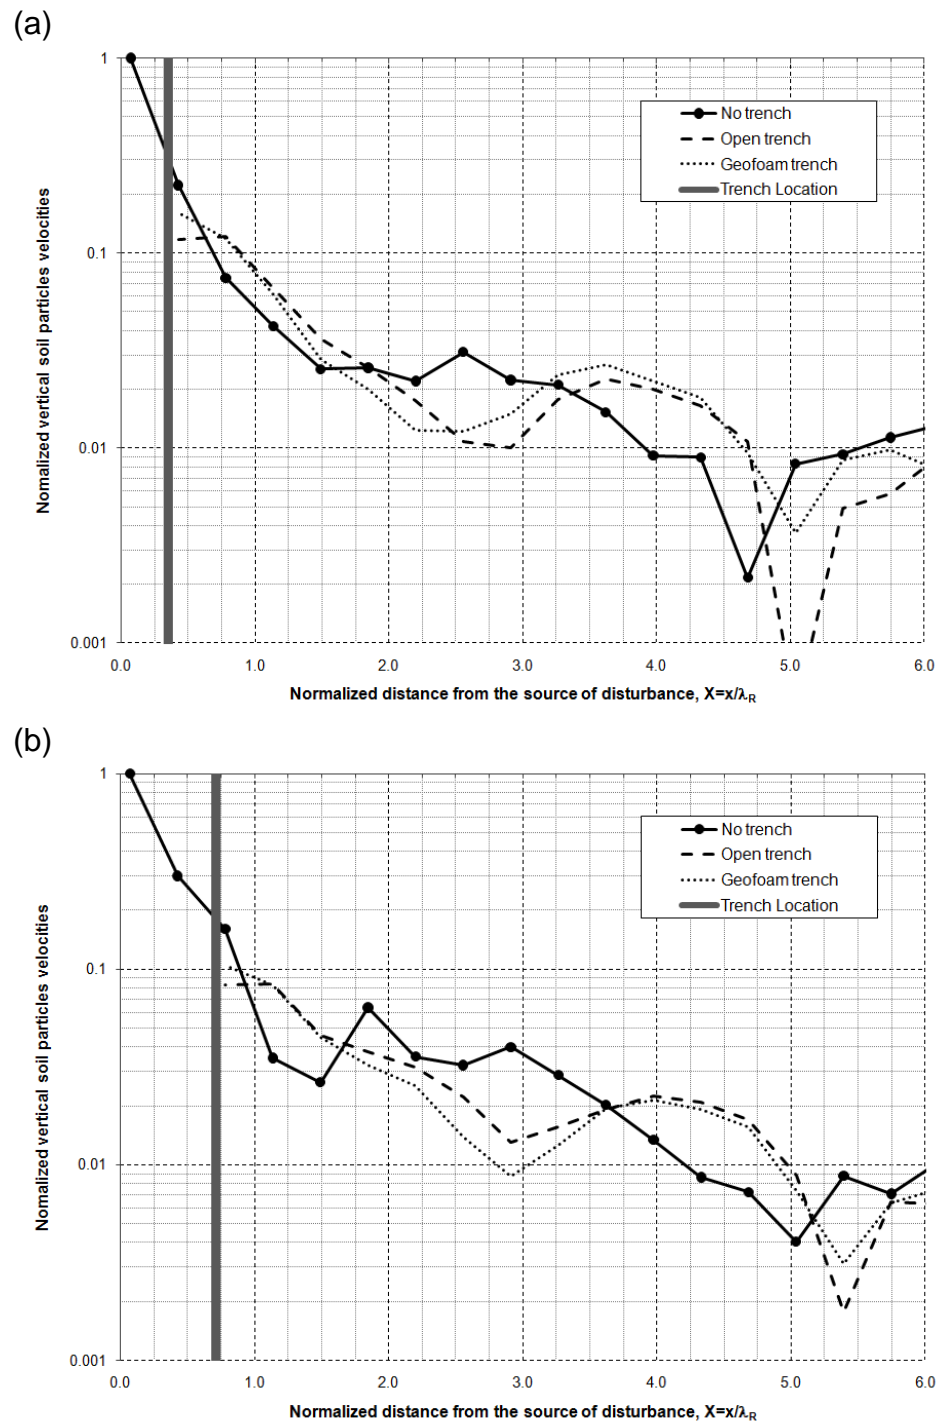 (a)
1
0.1
0.01
0.001
Nomalized vertical soil particles velocities
No trench
Open trench
Geofoam trench
Trench Location
0.0 1.0 2.0 3.0 4.0 5.0 6.0
Normalized distance from the source of disturbance, X=x/λR
(b)
1
0.1
0.01
0.001
Normalized vertical soil particles velocities
No trench
Open trench
Geofoam trench
Trench Location
0.0 1.0 2.0 3.0 4.0 5.0 6.0
Normalized distance from the source of disturbance, X=x/λR